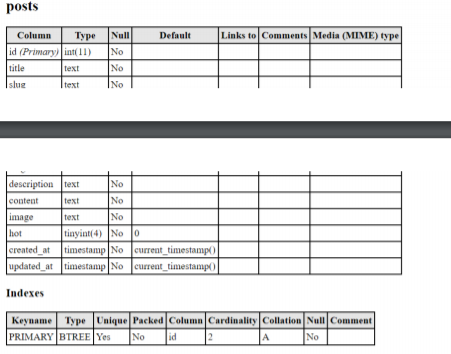 posts
Column Type Null Default Links to Comments Media (MIME) type
id (Primary) int(11) No
title text No
slug text No
description text No
content text No
image text No
hot tinyint(4) No 0
created_at timestamp No current_timestamp()
updated_at timestamp No current_timestamp()
Indexes
Keyname Type Unique Packed Column Cardinality Collation Null Comment
PRIMARY BTREE Yes No id 2 A No